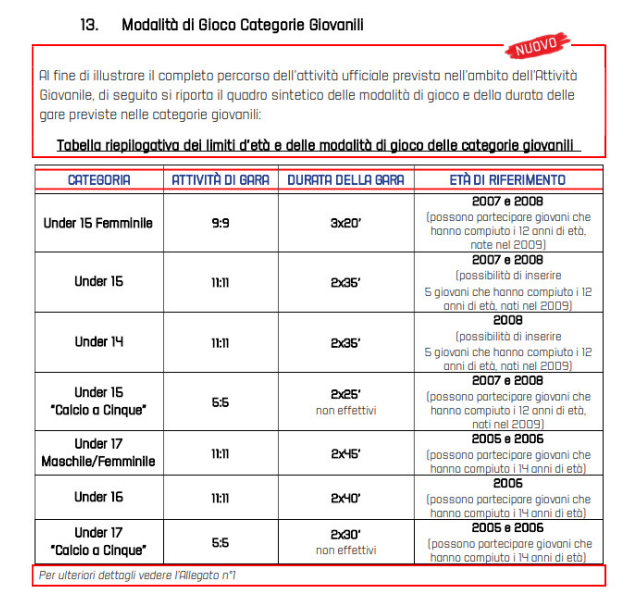 13. Modalità di Gioco Categorie Giovanili
NUOVO
Al fine di illustrare il completo percorso dell'attività ufficiale prevista nell'ambito dell'Attività
Giovanile, di seguito si riporta il quadro sintetico delle modalità di gioco e della durata delle
gare previste nelle categorie giovanili:
Tabella riepilogativa dei limiti d'età e delle modalità di gioco delle categorie giovanili
CATEGORIA ATTIVITÀ DI GARA DURATA DELLA GARA ETÀ DI RIFERIMENTO
Under 15 Femminile 9:9 3x20' 2007 e 2008
(possono partecipare giovani che
hanno compiuto i 12 anni di età,
nate nel 2009)
Under 15 11:11 2x35' 2007 e 2008
(possibilità di inserire
5 giovani che hanno compiuto i 12
anni di età, nati nel 2009)
Under 14 11:11 2x35' 2008
(possibilità di inserire
5 giovani che hanno compiuto i 12
anni di età, nati nel 2009)
Under 15
"Calcio a Cinque" 5:5 2x25'
non effettivi 2007 e 2008
(possono partecipare giovani che
hanno compiuto i 12 anni di età,
nati nel 2009)
Under 17
Maschile/Femminile 11:11 2x45' 2005 e 2006
(possono partecipare giovani che
hanno compiuto i 14 anni di età)
Under 16 11:11 2x40' 2006
(possono partecipare giovani che
hanno compiuto i 14 anni di età)
Under 17
"Calcio a Cinque" 5:5 2x30'
non effettivi 2005 e 2006
(possono partecipare giovani che
hanno compiuto i 14 anni di età)
Per ulteriori dettagli vedere l'Allegato n°1